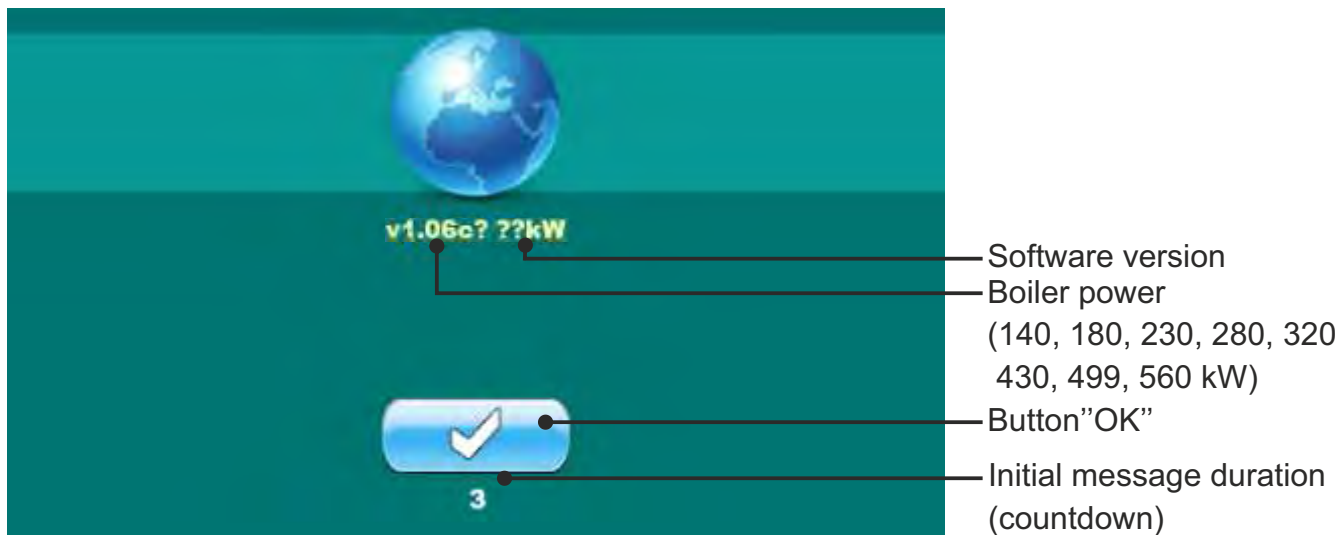 v1.06c? ??kW
Software version
Boiler power
(140, 180, 230, 280, 320
430, 499, 560 kW)
Button''OK''
Initial message duration
(countdown)
3